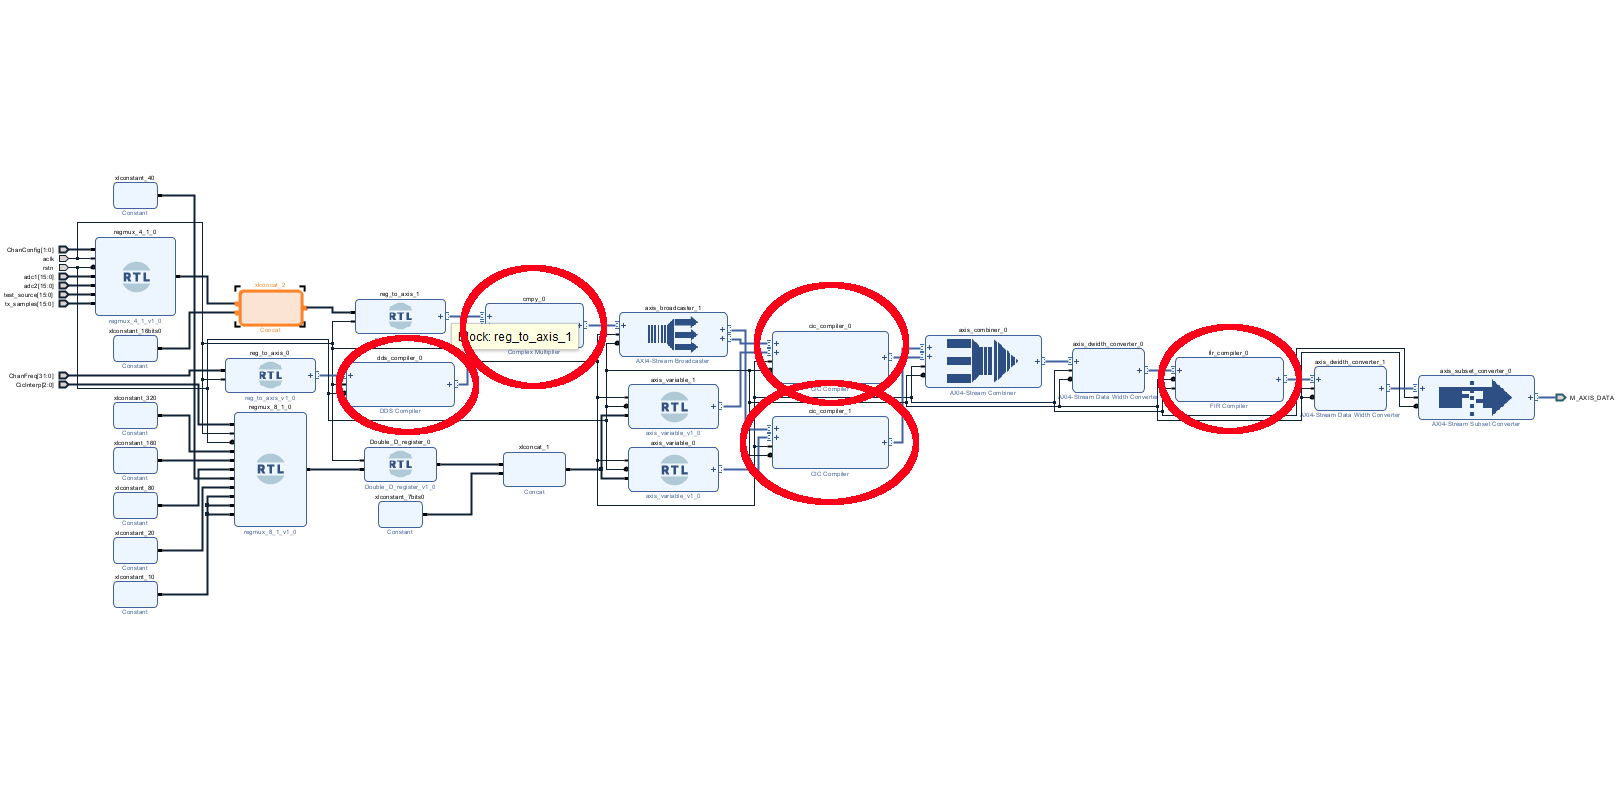 xlconstant_40
Constant
regmux_4_1_0
ChanConfig[1:0]
aclk
rstn
adc1[15:0]
adc2[15:0]
test_source[15:0]
tx_samples[15:0]
RTL
regmux_4_1_v1_0
xlconstant_16bits0
Constant
xlconcat_2
Concat
reg_to_axis_1
RTL
cmpy_0
Complex Multiplier
Block: reg_to_axis_1
reg_to_axis_0
RTL
reg_to_axis_v1_0
ChanFreq[31:0]
CicInterp[2:0]
dds_compiler_0
DDS Compiler
axis_broadcaster_1
AXI4-Stream Broadcaster
cic_compiler_0
CIC Compiler
axis_combiner_0
AXI4-Stream Combiner
axis_dwidth_converter_0
AXI4-Stream Data Width Converter
fir_compiler_0
FIR Compiler
axis_dwidth_converter_1
AXI4-Stream Data Width Converter
axis_subset_converter_0
AXI4-Stream Subset Converter
M_AXIS_DATA
axis_variable_1
RTL
axis_variable_v1_0
cic_compiler_1
CIC Compiler
axis_variable_0
RTL
axis_variable_v1_0
xlconstant_320
Constant
regmux_8_1_0
RTL
regmux_8_1_v1_0
xlconstant_160
Constant
Double_D_register_0
RTL
Double_D_register_v1_0
xlconcat_1
Concat
xlconstant_7bits0
Constant
xlconstant_80
Constant
xlconstant_20
Constant
xlconstant_10
Constant